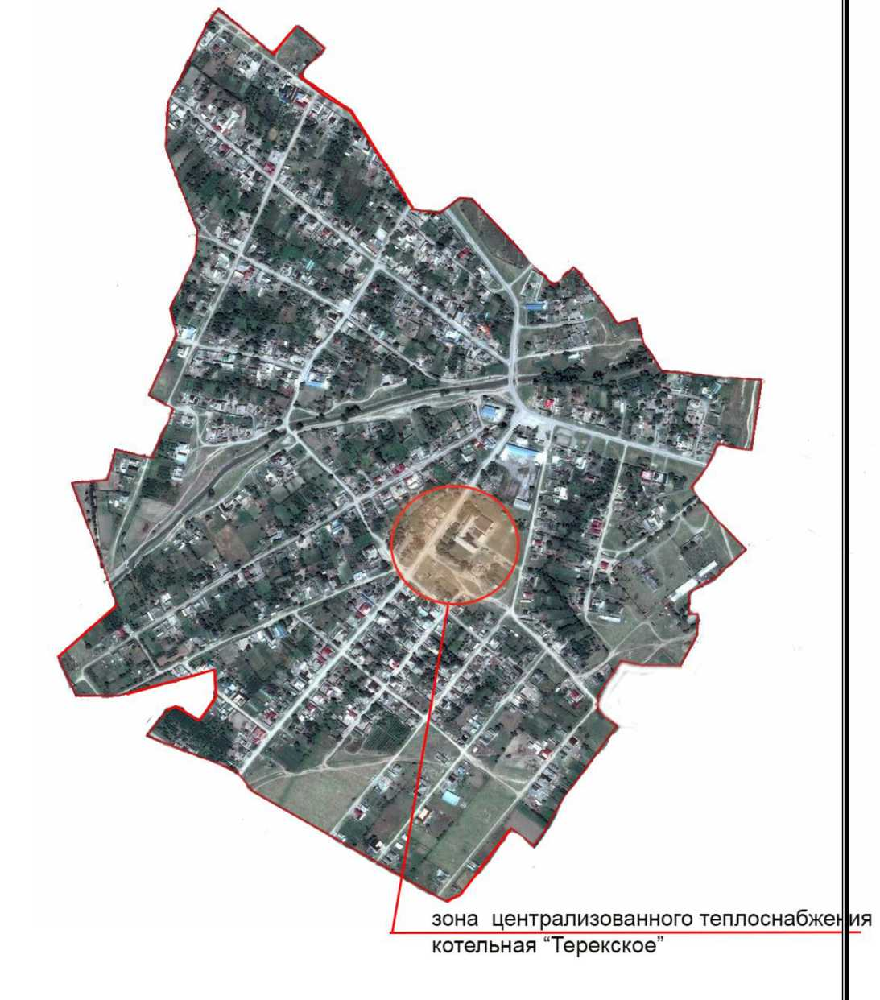 зона централизованного теплоснабжения
котельная “Терекское”